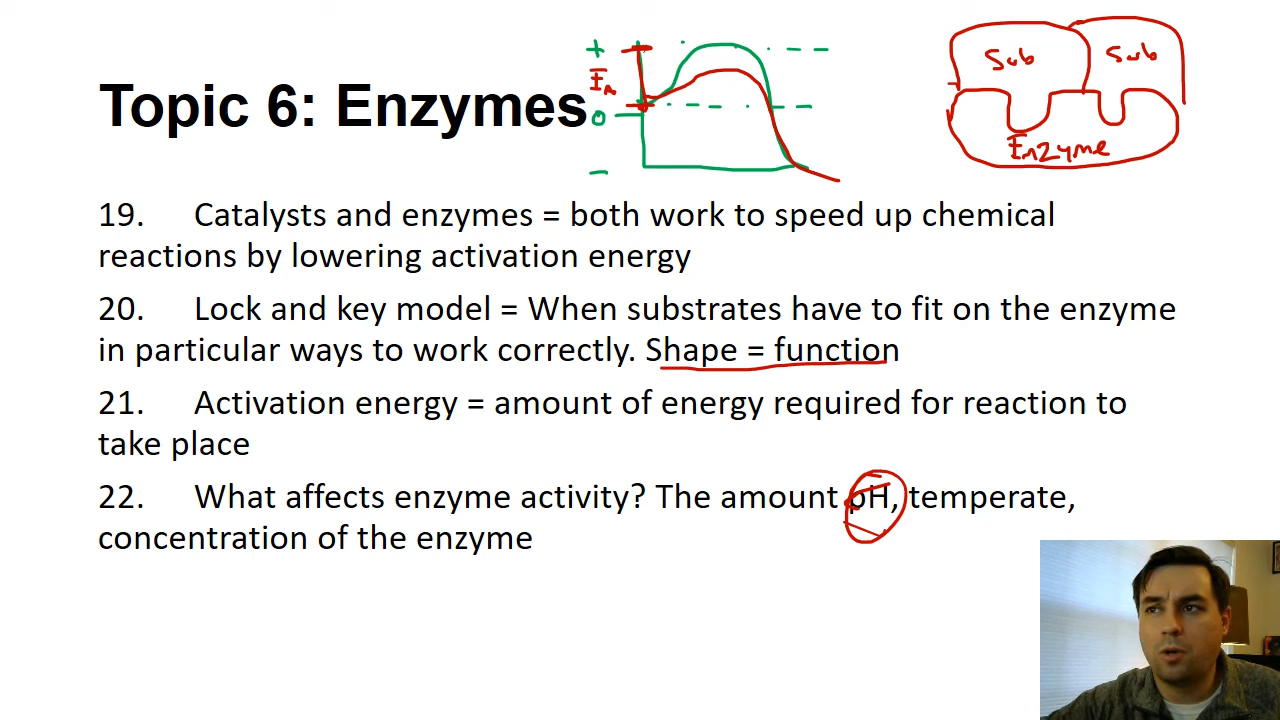 Topic 6: Enzymes
+
En
0
-
Sub
Sub
Enzyme
19. Catalysts and enzymes = both work to speed up chemical
reactions by lowering activation energy
20. Lock and key model = When substrates have to fit on the enzyme
in particular ways to work correctly. Shape = function
21. Activation energy = amount of energy required for reaction to
take place
22. What affects enzyme activity? The amount pH, temperate,
concentration of the enzyme